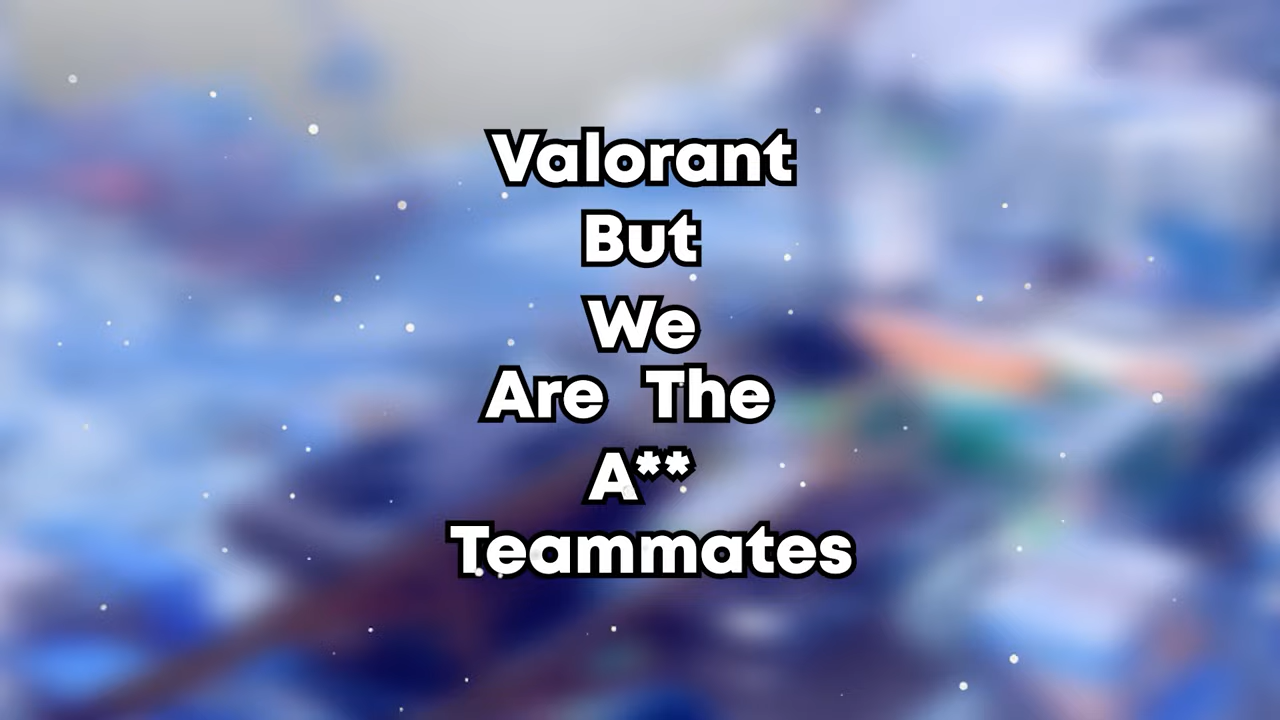 Valorant
But
We
Are The
A**
Teammates